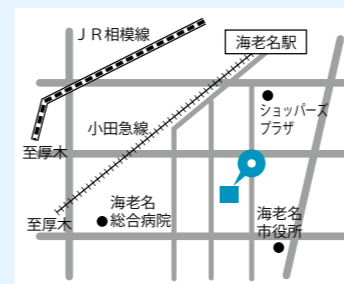 ＪＲ相模線
海老名駅
ショッパーズ
プラザ
小田急線
至厚木
至厚木
海老名
総合病院
海老名
市役所